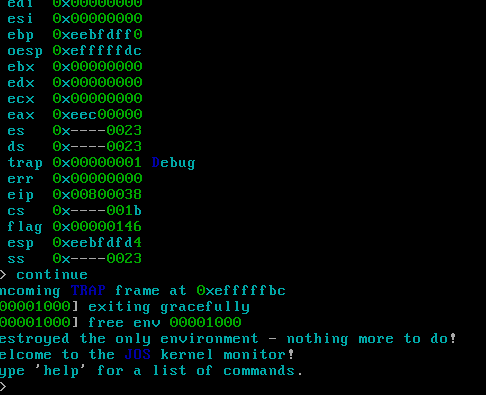 edi 0x00000000
esi 0x00000000
ebp 0xeebfdff0
oesp 0xefffffdc
ebx 0x00000000
edx 0x00000000
ecx 0x00000000
eax 0xeec00000
es 0x----0023
ds 0x----0023
trap 0x00000001 Debug
err 0x00000000
eip 0x00800038
cs 0x----001b
flag 0x00000146
esp 0xeebfdfd4
ss 0x----0023
> continue
ncoming TRAP frame at 0xefffffbc
00001000] exiting gracefully
00001000] free env 00001000
estroyed the only environment - nothing more to do!
elcome to the JOS kernel monitor!
ype 'help' for a list of commands.
>